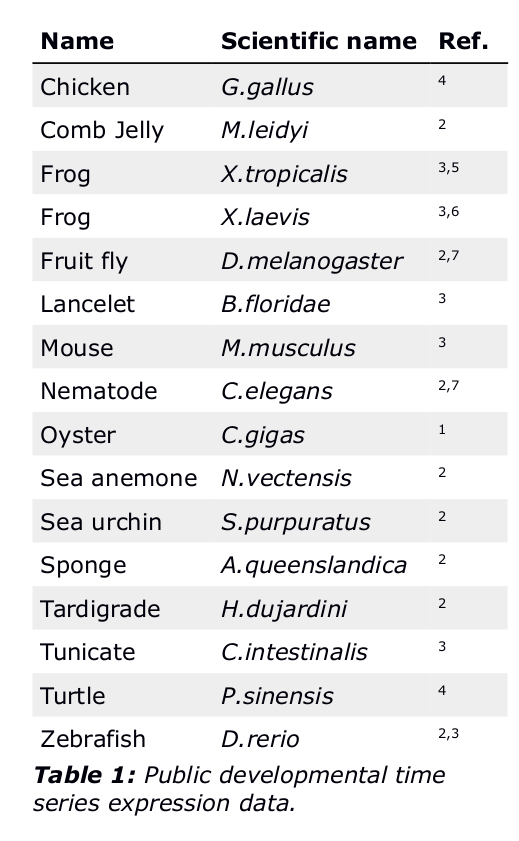 Name Scientific name Ref.
Chicken G.gallus 4
Comb Jelly M.leidyi 2
Frog X.tropicalis 3,5
Frog X.laevis 3,6
Fruit fly D.melanogaster 2,7
Lancelet B.floridae 3
Mouse M.musculus 3
Nematode C.elegans 2,7
Oyster C.gigas 1
Sea anemone N.vectensis 2
Sea urchin S.purpuratus 2
Sponge A.queenslandica 2
Tardigrade H.dujardini 2
Tunicate C.intestinalis 3
Turtle P.sinensis 4
Zebrafish D.rerio 2,3
Table 1: Public developmental time
series expression data.